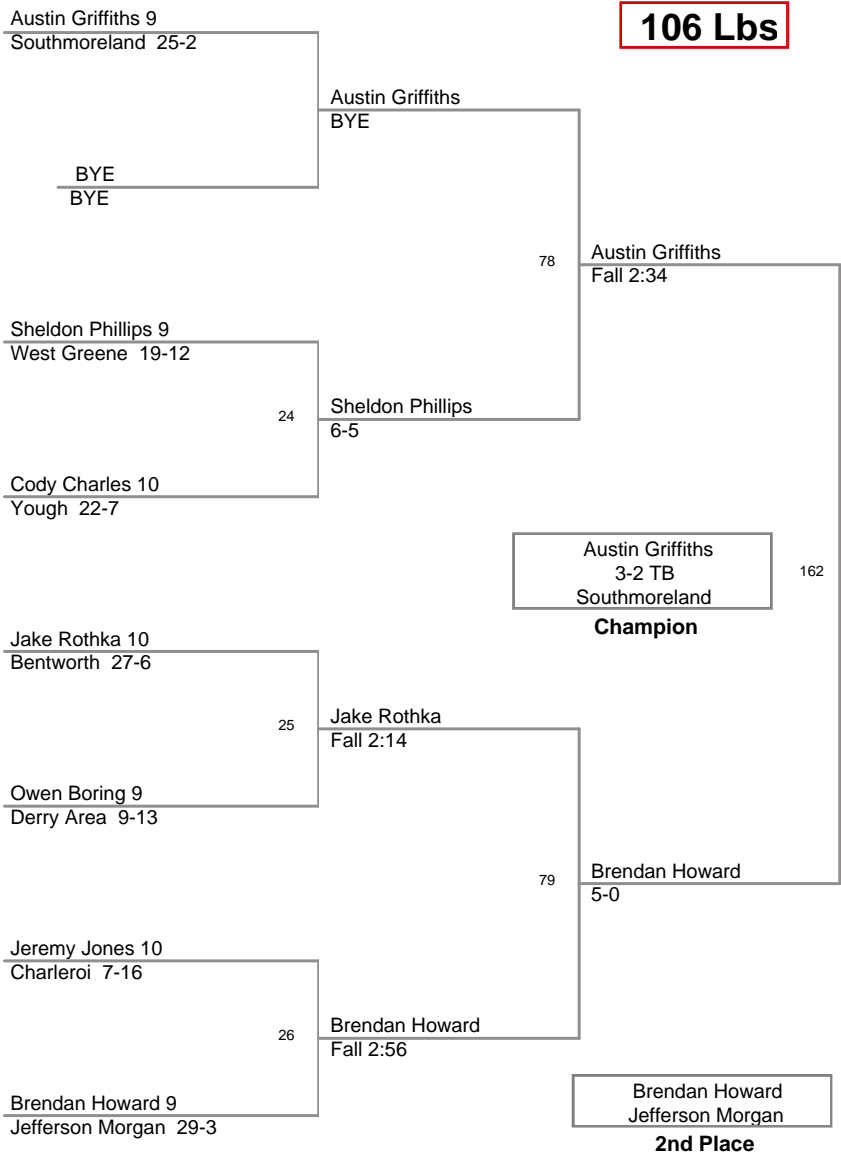 106 Lbs
Austin Griffiths 9
Southmoreland 25-2
Austin Griffiths
BYE
BYE
BYE
78
Austin Griffiths
Fall 2:34
Sheldon Phillips 9
West Greene 19-12
24
Sheldon Phillips
6-5
Cody Charles 10
Yough 22-7
Austin Griffiths
3-2 TB
Southmoreland
Champion
162
Jake Rothka 10
Bentworth 27-6
25
Jake Rothka
Fall 2:14
Owen Boring 9
Derry Area 9-13
79
Brendan Howard
5-0
Jeremy Jones 10
Charleroi 7-16
26
Brendan Howard
Fall 2:56
Brendan Howard 9
Jefferson Morgan 29-3
Brendan Howard
Jefferson Morgan
2nd Place